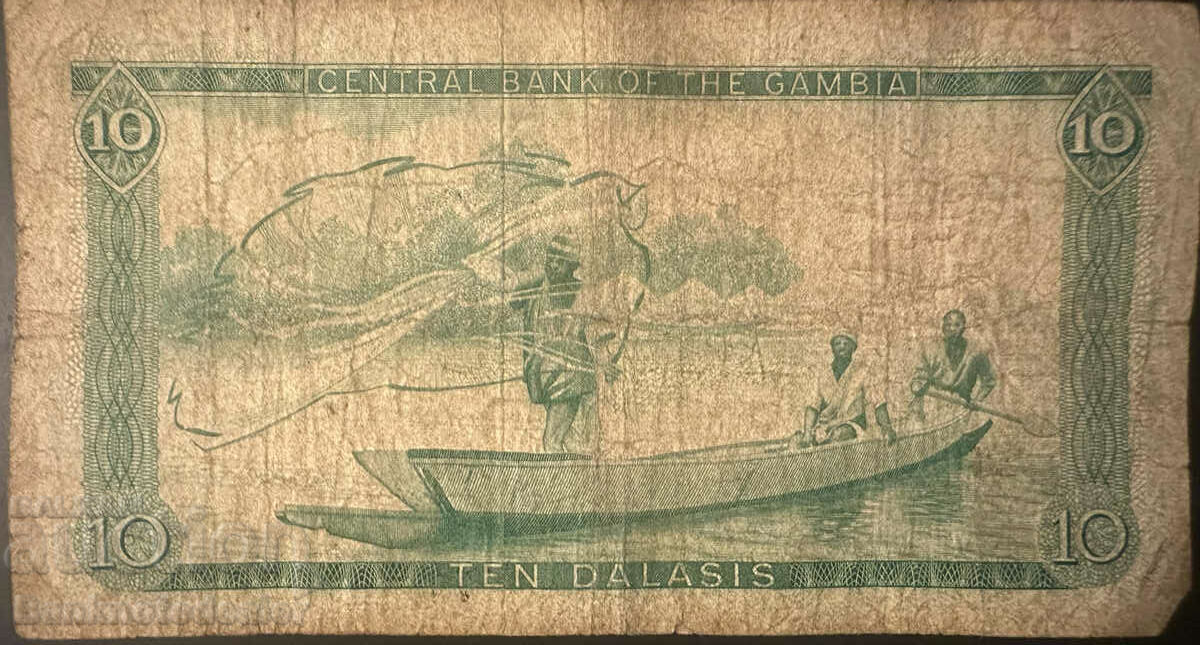 CENTRAL BANK OF THE GAMBIA
10 10
10 10
TEN DALASIS